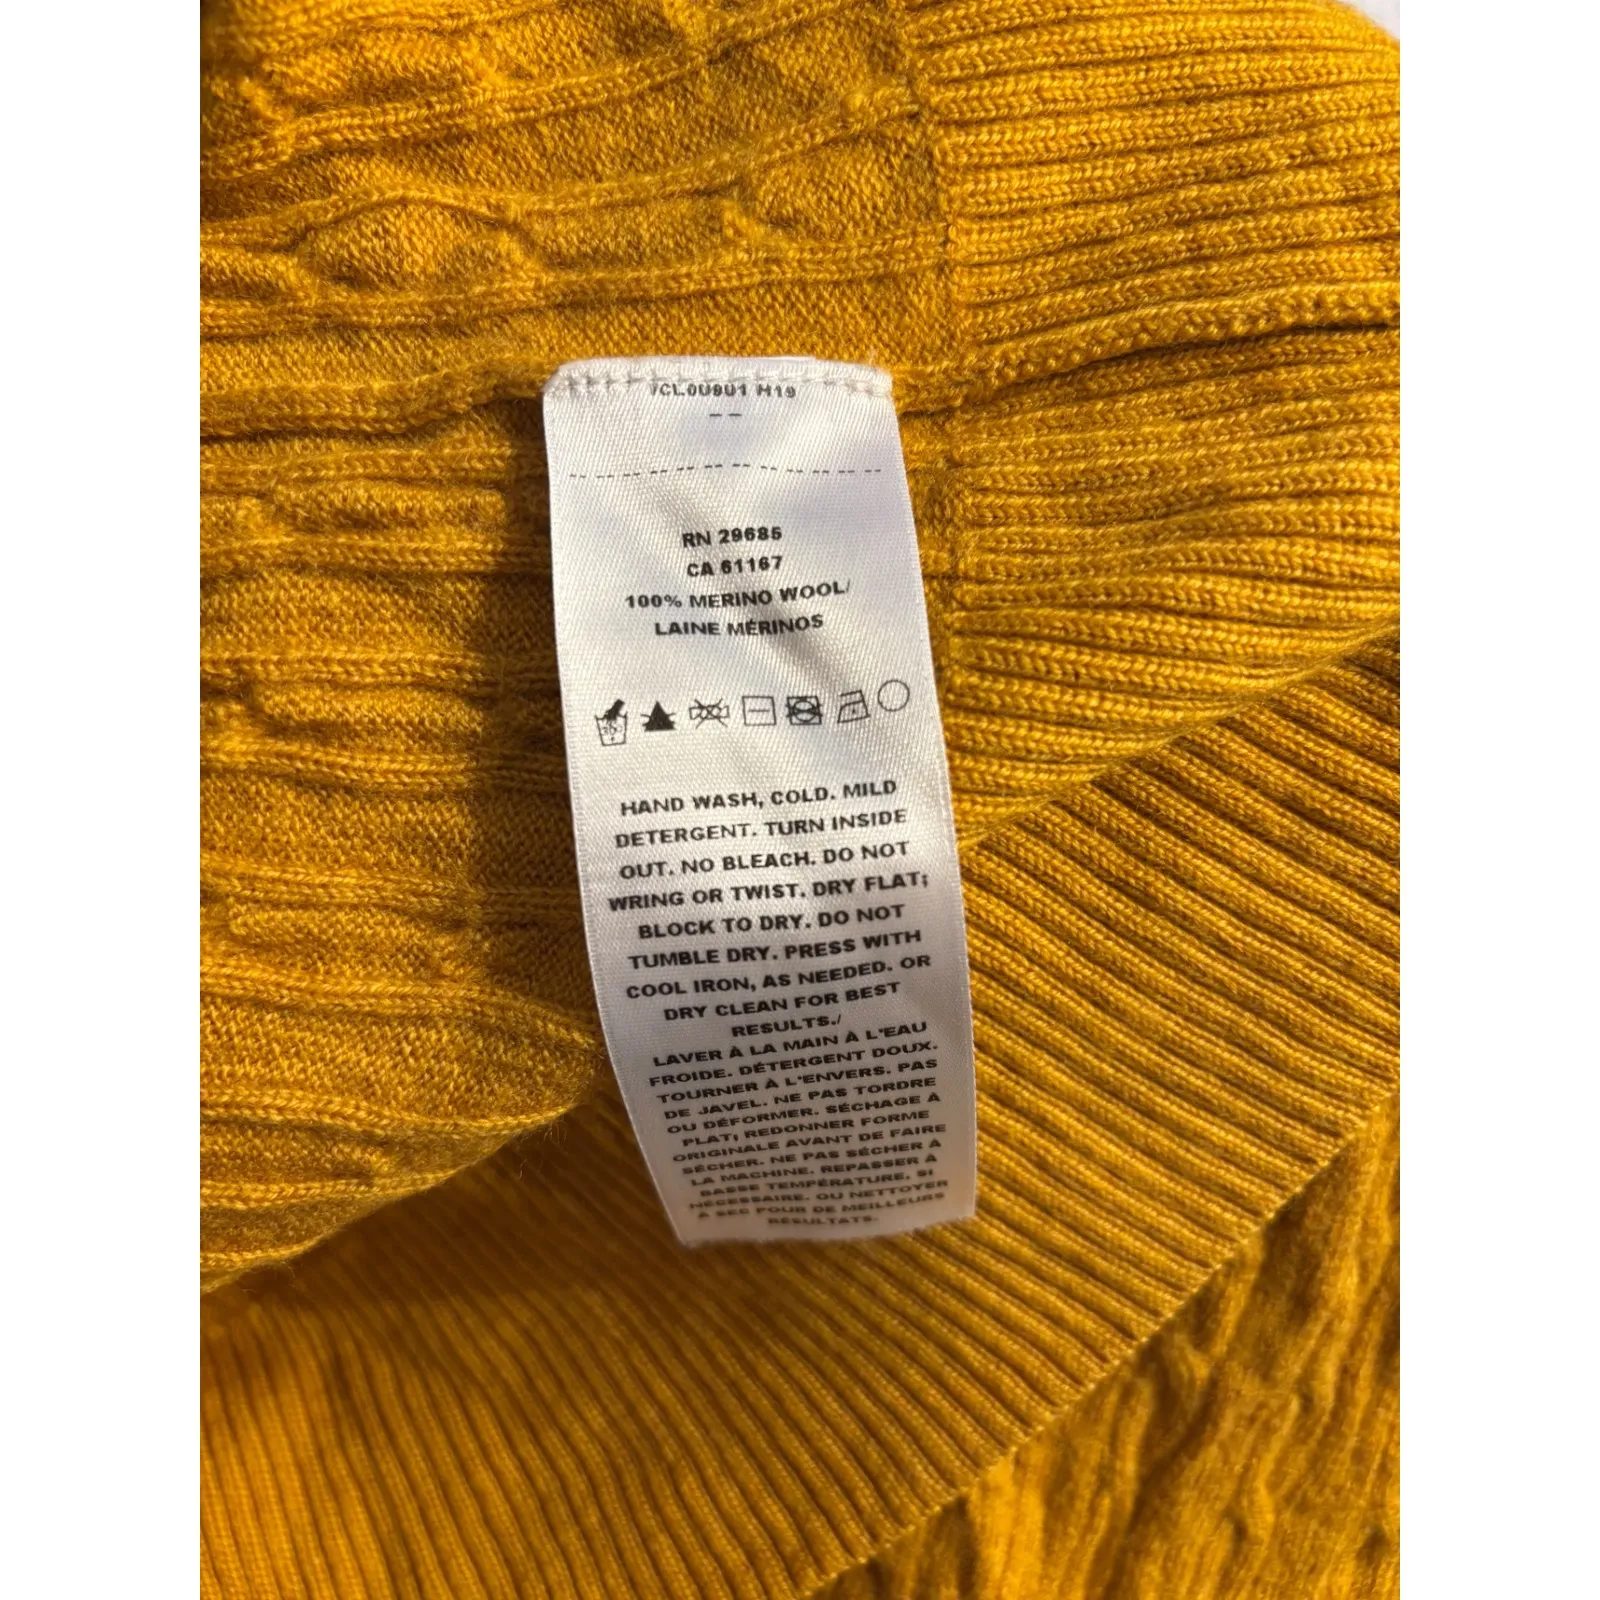 H19
RN 29685
CA 61167
100% MERINO WOOL/
LAINE MÉRINOS
HAND WASH, COLD. MILD
DETERGENT. TURN INSIDE
OUT. NO BLEACH. DO NOT
WRING OR TWIST. DRY FLAT;
BLOCK TO DRY. DO NOT
TUMBLE DRY. PRESS WITH
COOL IRON, AS NEEDED. OR
DRY CLEAN FOR BEST
RESULTS./
LAVER À LA MAIN À L'EAU
FROIDE. DÉTERGENT DOUX.
TOURNER À L'ENVERS. PAS
DE JAVEL. NE PAS TORDRE
OU DÉFORMER. SÉCHAGE À
PLAT; REDONNER FORME
ORIGINALE AVANT DE FAIRE
SÉCHER. NE PAS SÉCHER À
LA MACHINE. REPASSER À
BASSE TEMPÉRATURE, SI
NÉCESSAIRE. OU NETTOYER
À SEC POUR DE MEILLEURS
RÉSULTATS.